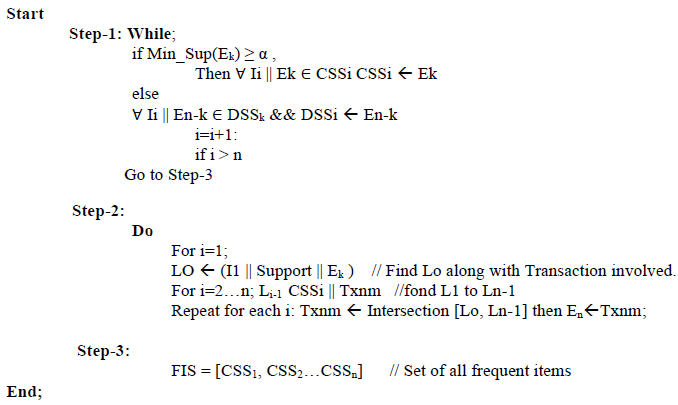 Start
Step-1: While;
if Min_Sup(Ek) ≥ α ,
Then ∀ Ii || Ek ∈ CSSi CSSi ← Ek
else
∀ Ii || En-k ∈ DSSk && DSSi ← En-k
i=i+1:
if i > n
Go to Step-3
Step-2:
Do
For i=1;
LO ← (I1 || Support || Ek ) // Find Lo along with Transaction involved.
For i=2…n; Li-1 CSSi || Txnm //fond L1 to Ln-1
Repeat for each i: Txnm ← Intersection [Lo, Ln-1] then En←Txnm;
Step-3:
FIS = [CSS1, CSS2…CSSn] // Set of all frequent items
End;